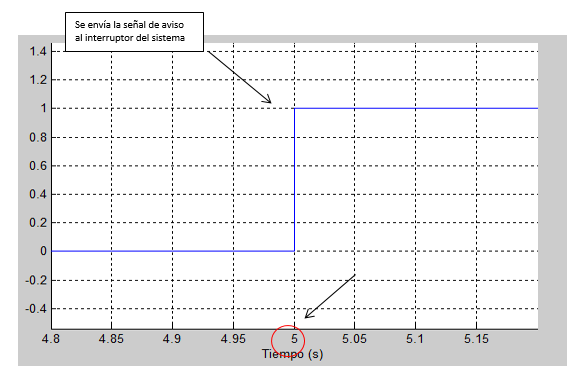 Se envía la señal de aviso
al interruptor del sistema
1.4
1.2
1
0.8
0.6
0.4
0.2
0
-0.2
-0.4
4.8 4.85 4.9 4.95 5 5.05 5.1 5.15
Tiempo (s)